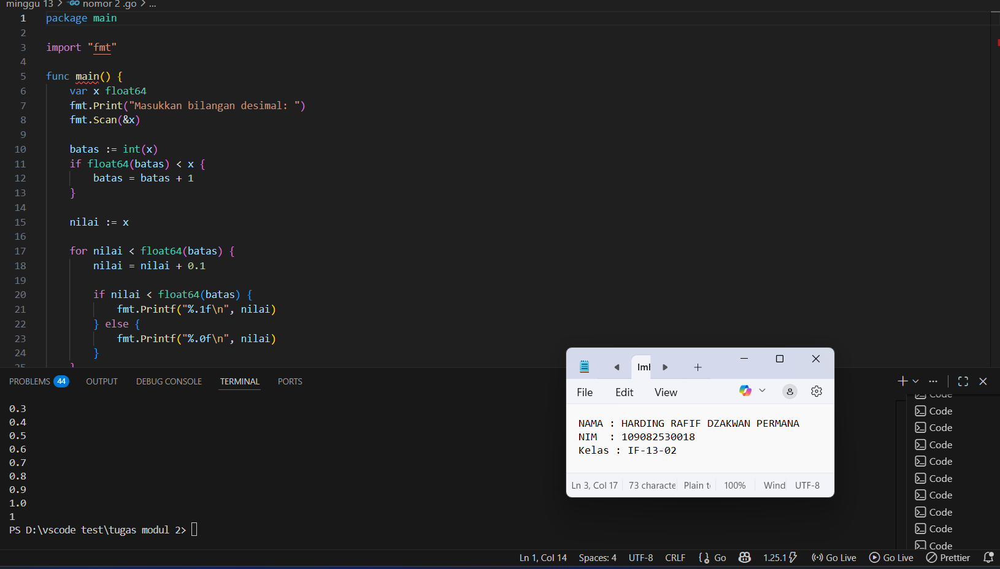 minggu 13 > GO nomor 2 .go > ...
1 package main
2
3 import "fmt"
4
5 func main() {
6 var x float64
7 fmt.Print("Masukkan bilangan desimal: ")
8 fmt.Scan(&x)
9
10 batas := int(x)
11 if float64(batas) < x {
12 batas = batas + 1
13 }
14
15 nilai := x
16
17 for nilai < float64(batas) {
18 nilai = nilai + 0.1
19
20 if nilai < float64(batas) {
21 fmt.Printf("%.1f\n", nilai)
22 } else {
23 fmt.Printf("%.0f\n", nilai)
24 }
25 }
PROBLEMS 44 OUTPUT DEBUG CONSOLE TERMINAL PORTS
0.3
0.4
0.5
0.6
0.7
0.8
0.9
1.0
1
PS D:\vscode test\tugas modul 2>
Code
Code
Code
Code
Code
Code
Code
Code
Code
Code
File Edit View
NAMA : HARDING RAFIF DZAKWAN PERMANA
NIM : 109082530018
Kelas : IF-13-02
Ln 3, Col 17 73 characte Plain t 100% Wind UTF-8
Ln 1, Col 14 Spaces: 4 UTF-8 CRLF Go 1.25.1 Go Live Go Live Prettier